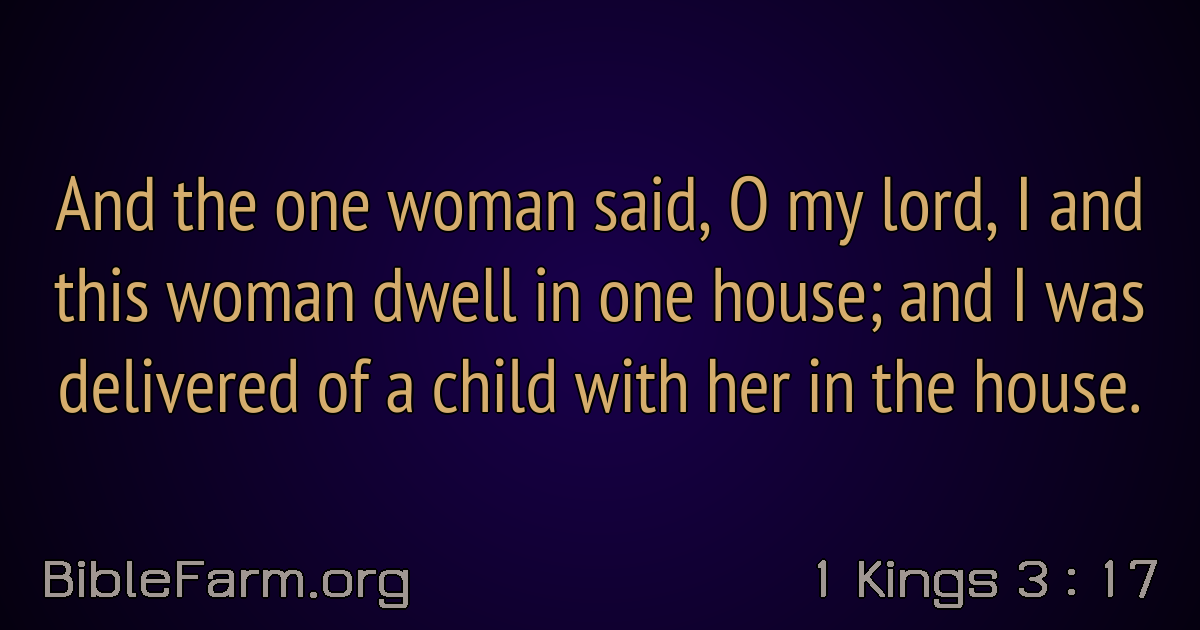 And the one woman said, O my lord, I and
this woman dwell in one house; and I was
delivered of a child with her in the house.
BibleFarm.org
1 Kings 3 : 17